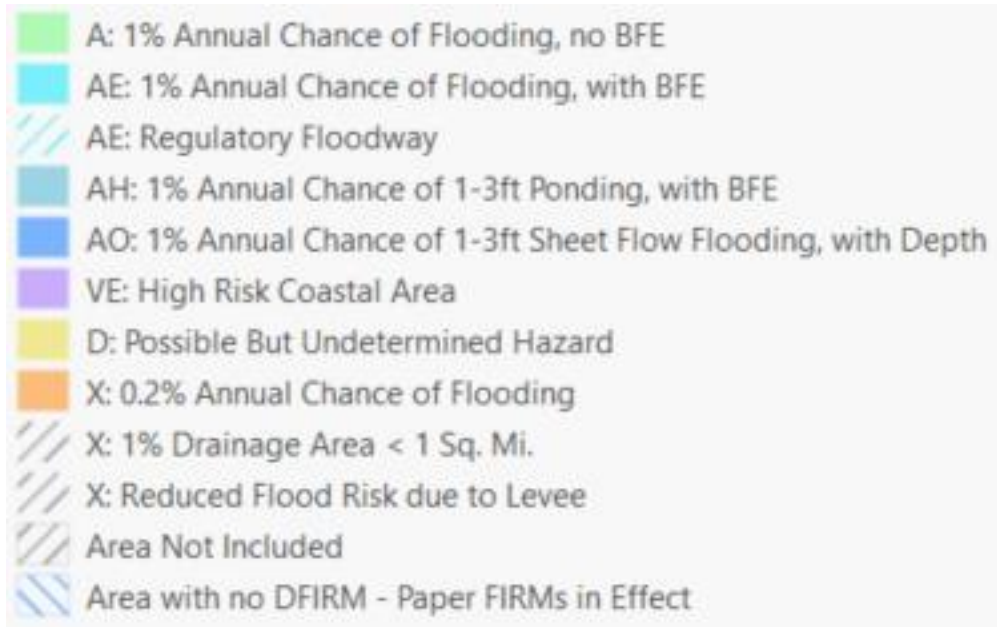 A: 1% Annual Chance of Flooding, no BFE
AE: 1% Annual Chance of Flooding, with BFE
AE: Regulatory Floodway
AH: 1% Annual Chance of 1-3ft Ponding, with BFE
AO: 1% Annual Chance of 1-3ft Sheet Flow Flooding, with Depth
VE: High Risk Coastal Area
D: Possible But Undetermined Hazard
X: 0.2% Annual Chance of Flooding
X: 1% Drainage Area < 1 Sq. Mi.
X: Reduced Flood Risk due to Levee
Area Not Included
Area with no DFIRM - Paper FIRMs in Effect